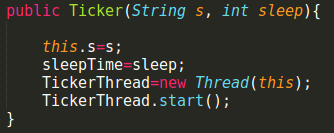 public Ticker(String s, int sleep){
this.s=s;
sleepTime=sleep;
TickerThread=new Thread(this);
TickerThread.start();
}